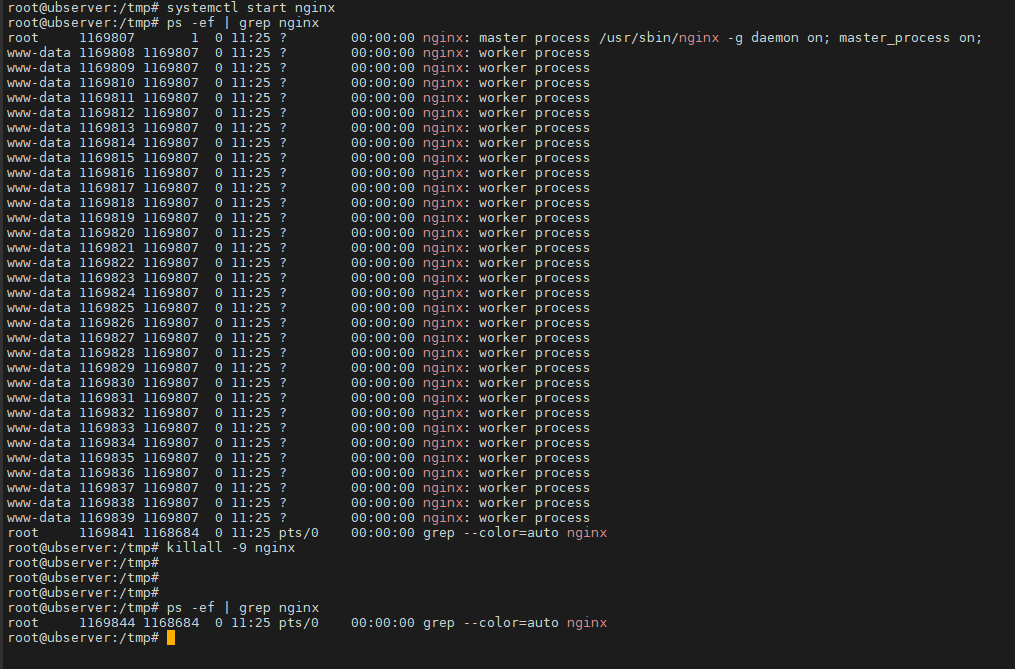 root@ubserver:/tmp# systemctl start nginx
root@ubserver:/tmp# ps -ef | grep nginx
root     1169807       1  0 11:25 ?        00:00:00 nginx: master process /usr/sbin/nginx -g daemon on; master_process on;
www-data 1169808 1169807  0 11:25 ?        00:00:00 nginx: worker process
www-data 1169809 1169807  0 11:25 ?        00:00:00 nginx: worker process
www-data 1169810 1169807  0 11:25 ?        00:00:00 nginx: worker process
www-data 1169811 1169807  0 11:25 ?        00:00:00 nginx: worker process
www-data 1169812 1169807  0 11:25 ?        00:00:00 nginx: worker process
www-data 1169813 1169807  0 11:25 ?        00:00:00 nginx: worker process
www-data 1169814 1169807  0 11:25 ?        00:00:00 nginx: worker process
www-data 1169815 1169807  0 11:25 ?        00:00:00 nginx: worker process
www-data 1169816 1169807  0 11:25 ?        00:00:00 nginx: worker process
www-data 1169817 1169807  0 11:25 ?        00:00:00 nginx: worker process
www-data 1169818 1169807  0 11:25 ?        00:00:00 nginx: worker process
www-data 1169819 1169807  0 11:25 ?        00:00:00 nginx: worker process
www-data 1169820 1169807  0 11:25 ?        00:00:00 nginx: worker process
www-data 1169821 1169807  0 11:25 ?        00:00:00 nginx: worker process
www-data 1169822 1169807  0 11:25 ?        00:00:00 nginx: worker process
www-data 1169823 1169807  0 11:25 ?        00:00:00 nginx: worker process
www-data 1169824 1169807  0 11:25 ?        00:00:00 nginx: worker process
www-data 1169825 1169807  0 11:25 ?        00:00:00 nginx: worker process
www-data 1169826 1169807  0 11:25 ?        00:00:00 nginx: worker process
www-data 1169827 1169807  0 11:25 ?        00:00:00 nginx: worker process
www-data 1169828 1169807  0 11:25 ?        00:00:00 nginx: worker process
www-data 1169829 1169807  0 11:25 ?        00:00:00 nginx: worker process
www-data 1169830 1169807  0 11:25 ?        00:00:00 nginx: worker process
www-data 1169831 1169807  0 11:25 ?        00:00:00 nginx: worker process
www-data 1169832 1169807  0 11:25 ?        00:00:00 nginx: worker process
www-data 1169833 1169807  0 11:25 ?        00:00:00 nginx: worker process
www-data 1169834 1169807  0 11:25 ?        00:00:00 nginx: worker process
www-data 1169835 1169807  0 11:25 ?        00:00:00 nginx: worker process
www-data 1169836 1169807  0 11:25 ?        00:00:00 nginx: worker process
www-data 1169837 1169807  0 11:25 ?        00:00:00 nginx: worker process
www-data 1169838 1169807  0 11:25 ?        00:00:00 nginx: worker process
www-data 1169839 1169807  0 11:25 ?        00:00:00 nginx: worker process
root     1169841 1168684  0 11:25 pts/0    00:00:00 grep --color=auto nginx
root@ubserver:/tmp# killall -9 nginx
root@ubserver:/tmp#
root@ubserver:/tmp#
root@ubserver:/tmp#
root@ubserver:/tmp# ps -ef | grep nginx
root     1169844 1168684  0 11:25 pts/0    00:00:00 grep --color=auto nginx
root@ubserver:/tmp#